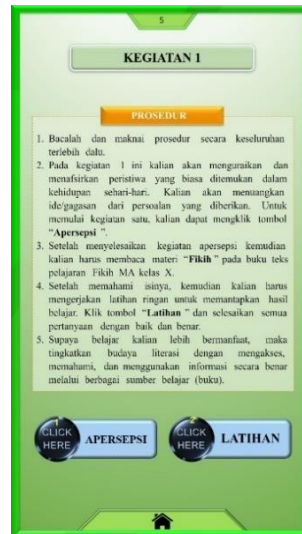 5
KEGIATAN 1
PROSEDUR
1. Bacalah dan maknai prosedur secara keseluruhan
terlebih dalu.
2. Pada kegiatan 1 ini kalian akan menguraikan dan
menafsirkan peristiwa yang biasa ditemukan dalam
kehidupan sehari-hari. Kalian akan menuangkan
ide/gagasan dari persoalan yang diberikan. Untuk
memulai kegiatan satu, kalian dapat mengklik tombol
"Apersepsi ".
3. Setelah menyelesaikan kegiatan apersepsi kemudian
kalian harus membaca materi "Fikih" pada buku teks
pelajaran Fikih MA kelas X.
4. Setelah memahami isinya, kemudian kalian harus
mengerjakan latihan ringan untuk memantapkan hasil
belajar. Klik tombol "Latihan " dan selesaikan semua
pertanyaan dengan baik dan benar.
5. Supaya belajar kalian lebih bermanfaat, maka
tingkatkan budaya literasi dengan mengakses,
memahami, dan menggunakan informasi secara benar
melalui berbagai sumber belajar (buku).
CLICK
HERE
APERSEPSI
CLICK
HERE
LATIHAN